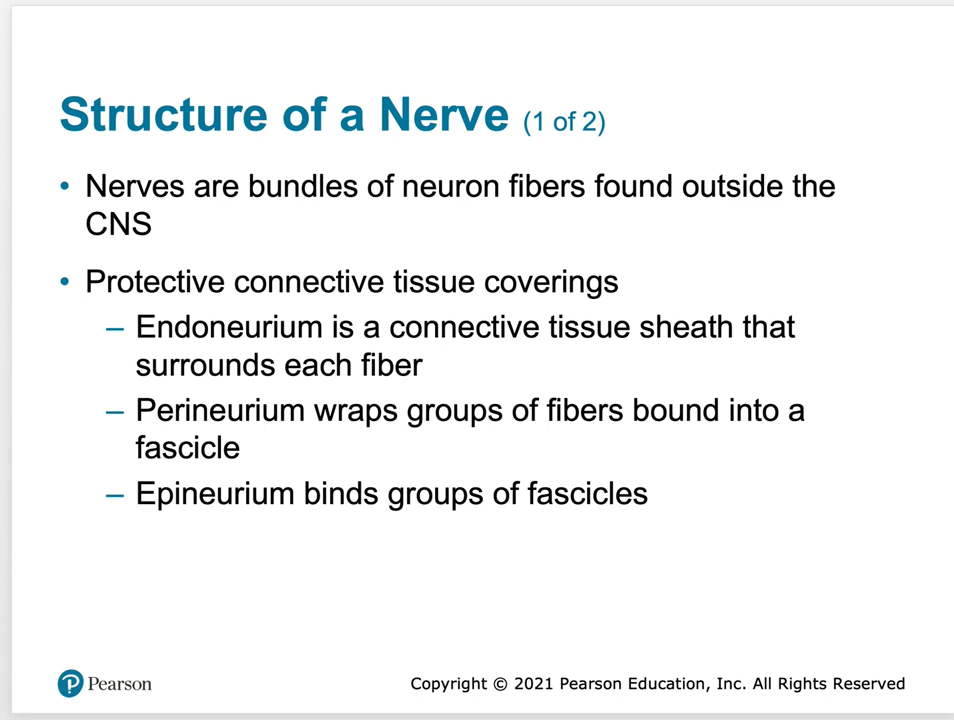 Structure of a Nerve (1 of 2)
• Nerves are bundles of neuron fibers found outside the
CNS
• Protective connective tissue coverings
– Endoneurium is a connective tissue sheath that
surrounds each fiber
– Perineurium wraps groups of fibers bound into a
fascicle
– Epineurium binds groups of fascicles
P Pearson
Copyright © 2021 Pearson Education, Inc. All Rights Reserved